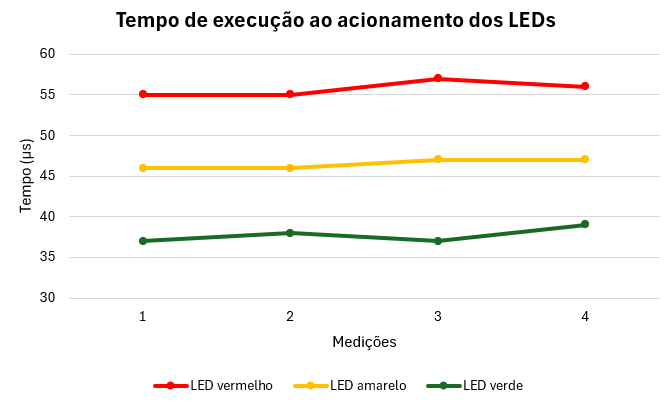 Tempo de execução ao acionamento dos LEDs
60
55
50
45
40
35
30
Tempo (µs)
1 2 3 4
Medições
LED vermelho LED amarelo LED verde